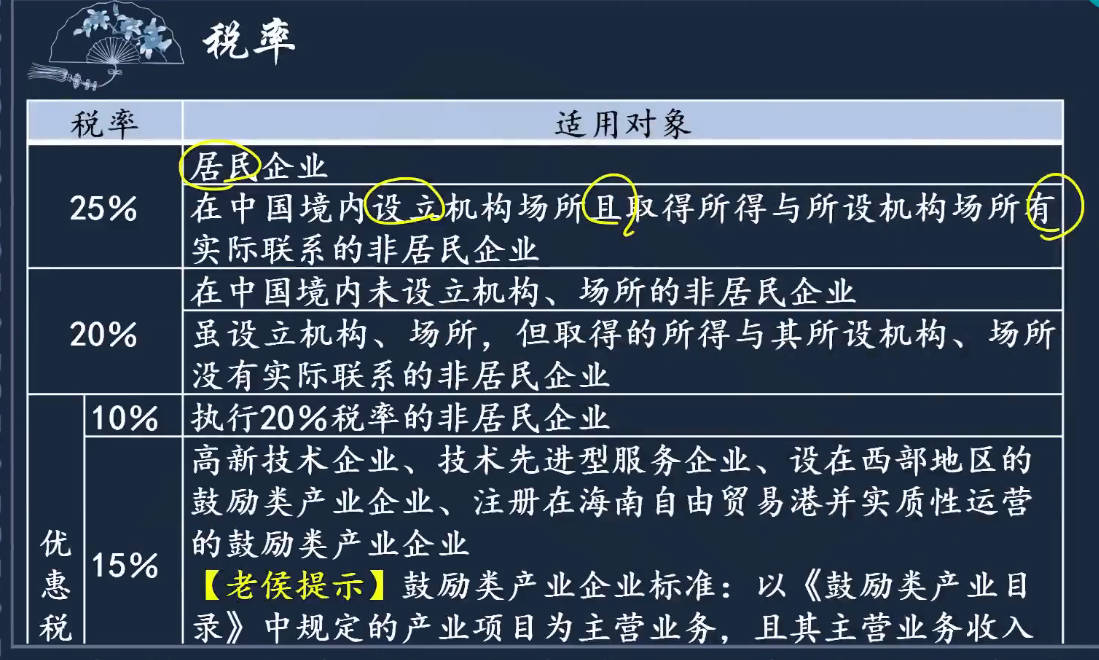 税率
税率 适用对象
居民企业
25% 在中国境内设立机构场所且取得所得与所设机构场所有
实际联系的非居民企业
在中国境内未设立机构、场所的非居民企业
20% 虽设立机构、场所，但取得的所得与其所设机构、场所
没有实际联系的非居民企业
10% 执行20%税率的非居民企业
高新技术企业、技术先进型服务企业、设在西部地区的
鼓励类产业企业、注册在海南自由贸易港并实质性运营
优惠税 15% 的鼓励类产业企业
【老侯提示】鼓励类产业企业标准：以《鼓励类产业目
录》中规定的产业项目为主营业务，且其主营业务收入